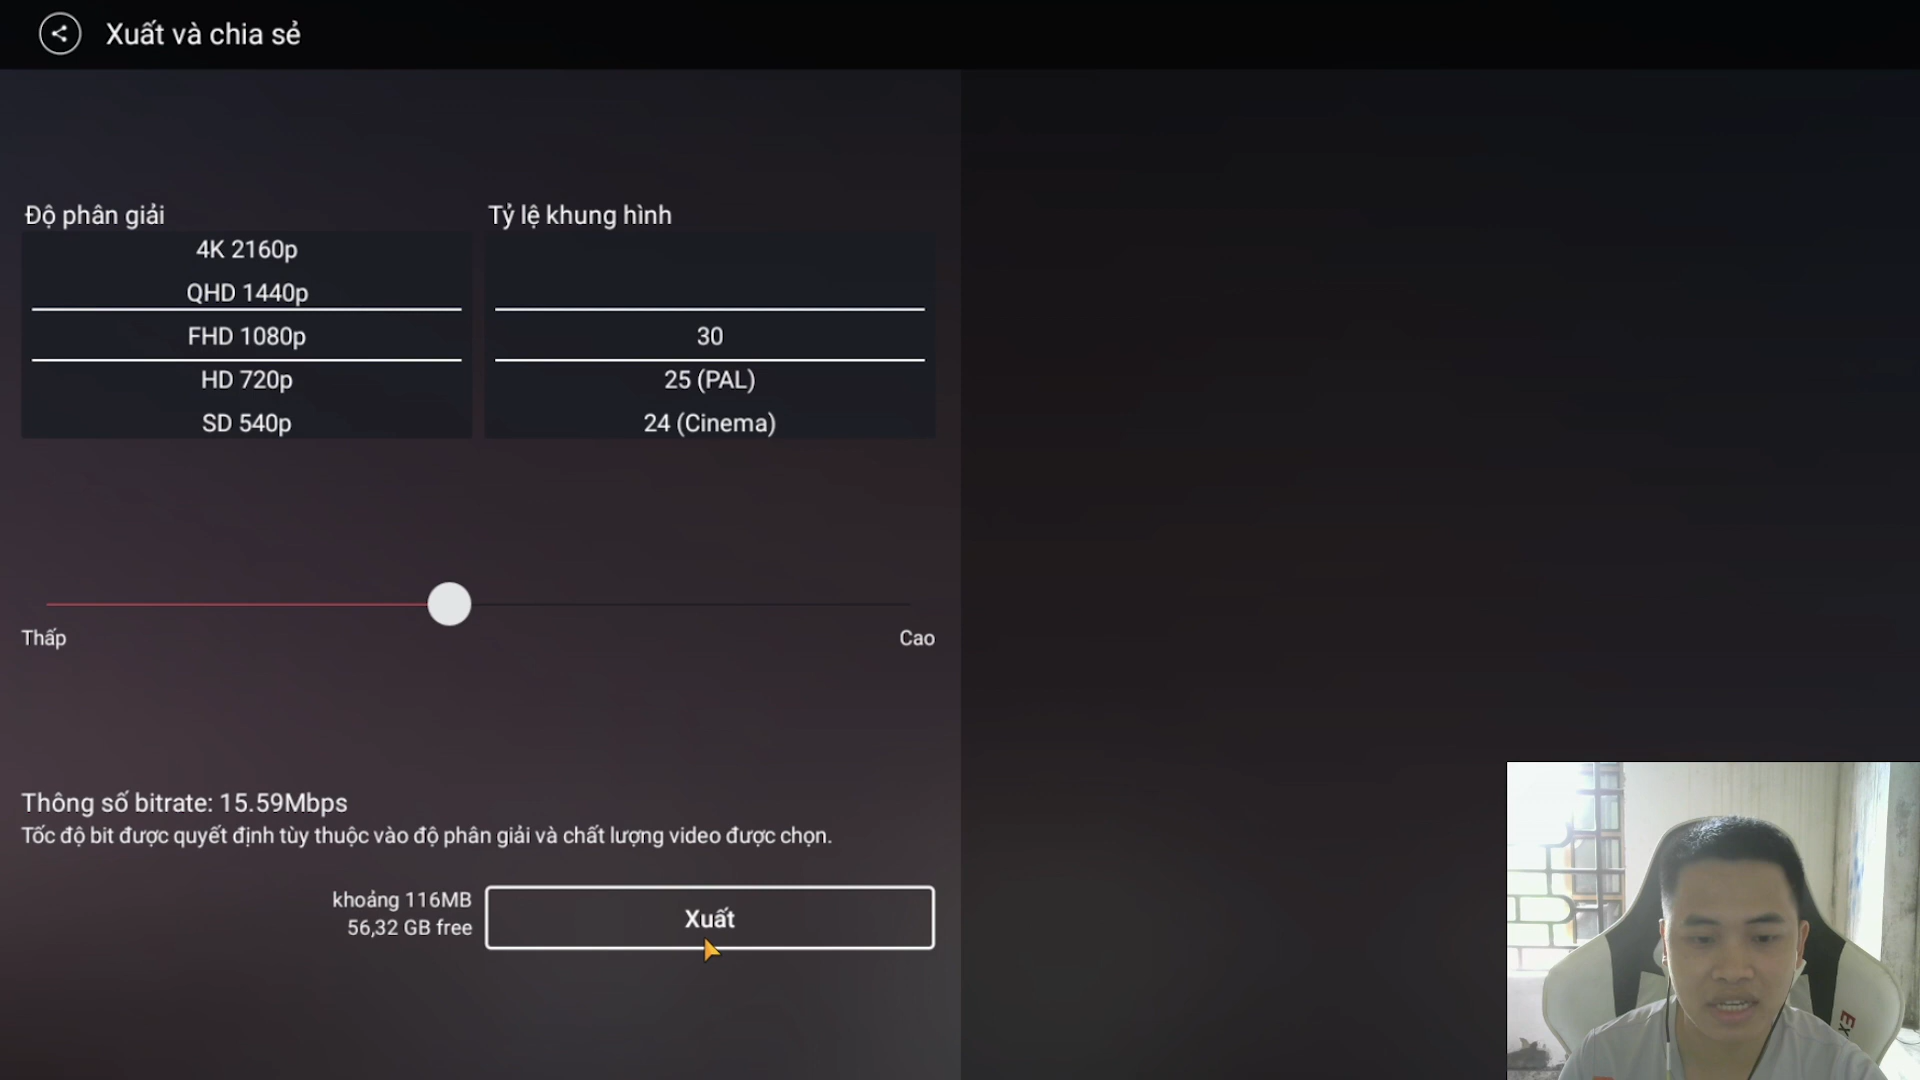 Xuất và chia sẻ
Độ phân giải
4K 2160p
QHD 1440p
FHD 1080p
HD 720p
SD 540p
Tỷ lệ khung hình
30
25 (PAL)
24 (Cinema)
Thấp
Cao
Thông số bitrate: 15.59Mbps
Tốc độ bit được quyết định tùy thuộc vào độ phân giải và chất lượng video được chọn.
khoảng 116MB
56,32 GB free
Xuất